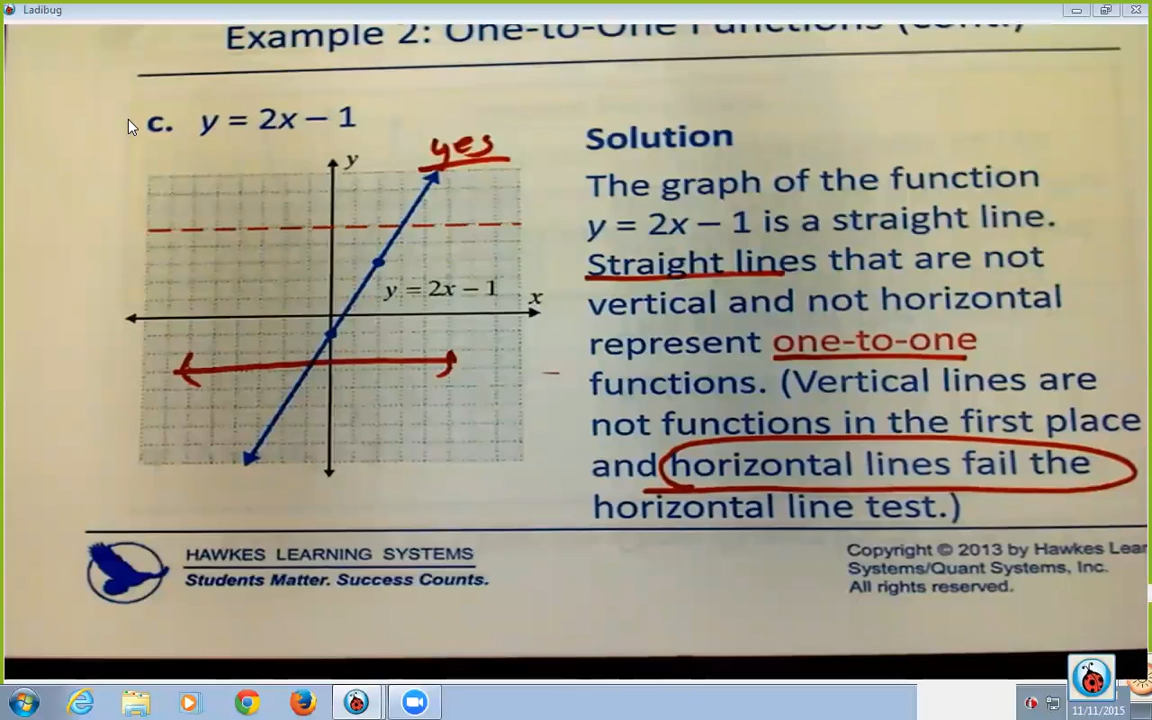 Ladibug
Example 2: One-to-One Functions (cont.)
c. y = 2x – 1
yes
y
y = 2x – 1
x
Solution
The graph of the function
y = 2x – 1 is a straight line.
Straight lines that are not
vertical and not horizontal
represent one-to-one
functions. (Vertical lines are
not functions in the first place
and horizontal lines fail the
horizontal line test.)
HAWKES LEARNING SYSTEMS
Students Matter. Success Counts.
Copyright © 2013 by Hawkes Lear
Systems/Quant Systems, Inc.
All rights reserved.
11/11/2015